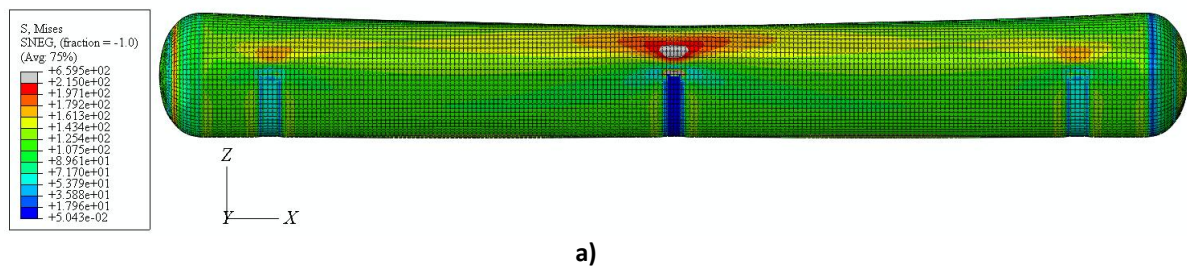 S, Mises
SNEG, (fraction = -1.0)
(Avg: 75%)
+6.595e+02
+2.150e+02
+1.971e+02
+1.792e+02
+1.613e+02
+1.434e+02
+1.254e+02
+1.075e+02
+8.961e+01
+7.170e+01
+5.379e+01
+3.588e+01
+1.796e+01
+5.043e-02
Z
Y
X
a)